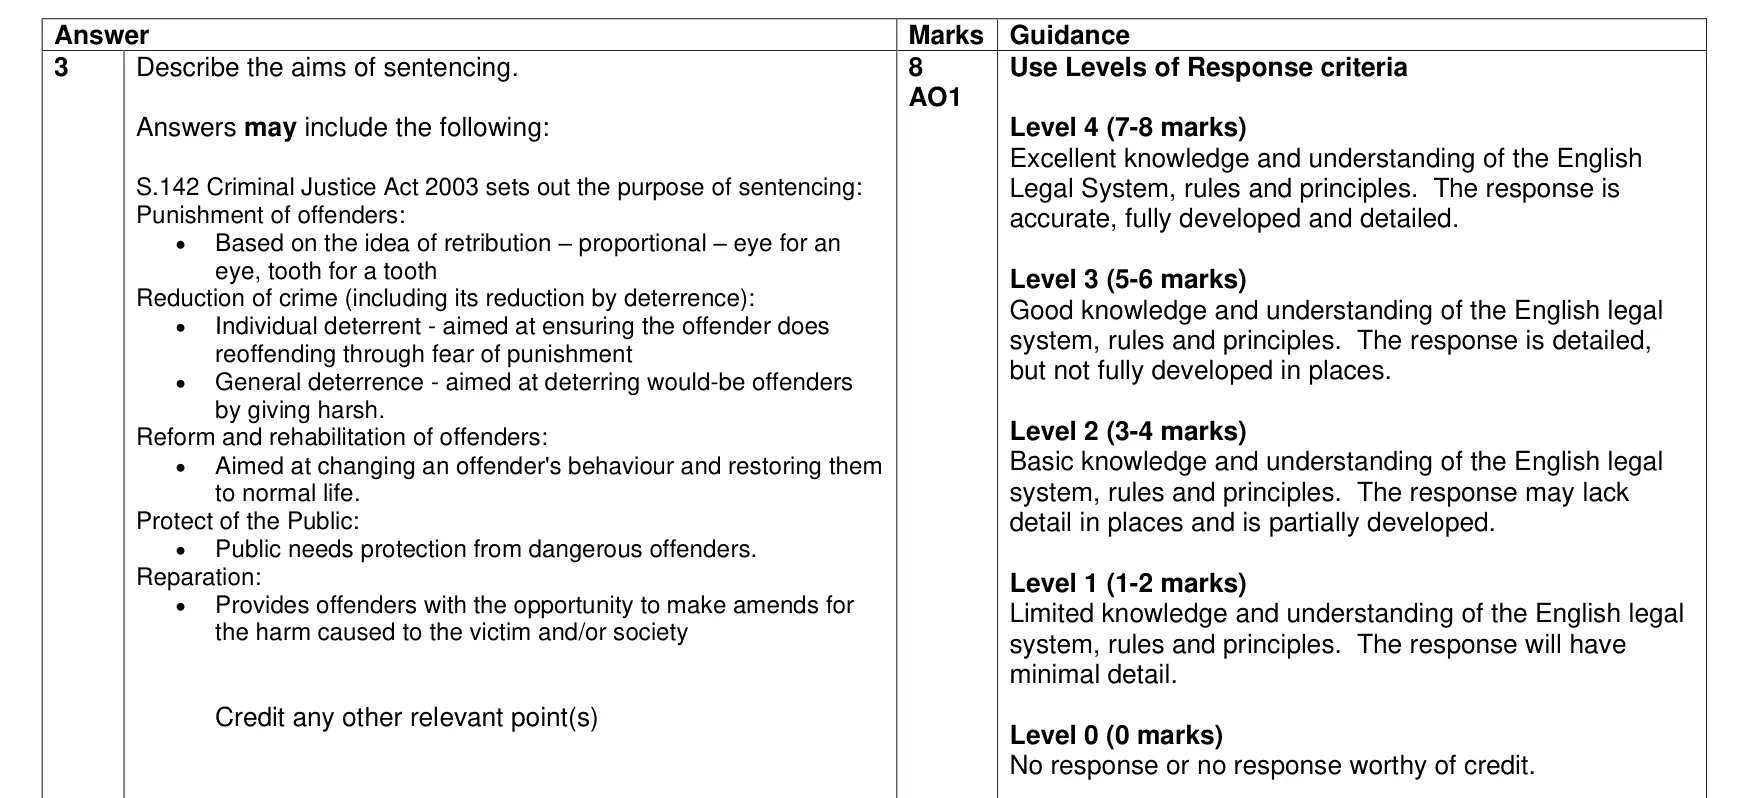 Answer Marks Guidance
3 Describe the aims of sentencing.
Answers may include the following:
S.142 Criminal Justice Act 2003 sets out the purpose of sentencing:
Punishment of offenders:
• Based on the idea of retribution – proportional – eye for an
eye, tooth for a tooth
Reduction of crime (including its reduction by deterrence):
• Individual deterrent - aimed at ensuring the offender does
reoffending through fear of punishment
• General deterrence - aimed at deterring would-be offenders
by giving harsh.
Reform and rehabilitation of offenders:
• Aimed at changing an offender's behaviour and restoring them
to normal life.
Protect of the Public:
• Public needs protection from dangerous offenders.
Reparation:
• Provides offenders with the opportunity to make amends for
the harm caused to the victim and/or society
Credit any other relevant point(s)
8
AO1
Use Levels of Response criteria
Level 4 (7-8 marks)
Excellent knowledge and understanding of the English
Legal System, rules and principles.  The response is
accurate, fully developed and detailed.
Level 3 (5-6 marks)
Good knowledge and understanding of the English legal
system, rules and principles.  The response is detailed,
but not fully developed in places.
Level 2 (3-4 marks)
Basic knowledge and understanding of the English legal
system, rules and principles.  The response may lack
detail in places and is partially developed.
Level 1 (1-2 marks)
Limited knowledge and understanding of the English legal
system, rules and principles.  The response will have
minimal detail.
Level 0 (0 marks)
No response or no response worthy of credit.